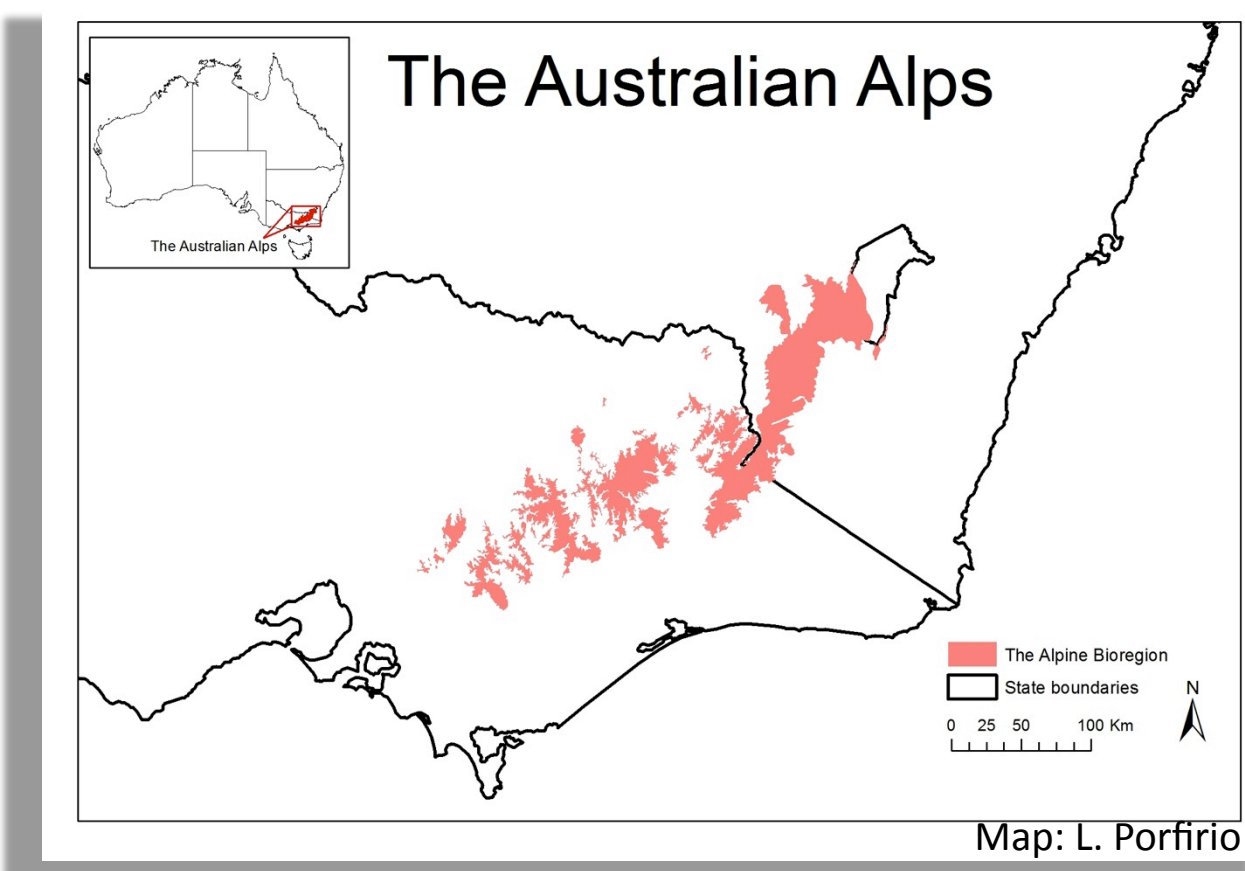 The Australian Alps
The Australian Alps
The Alpine Bioregion
State boundaries
N
0 25 50 100 Km
Map: L. Porfirio